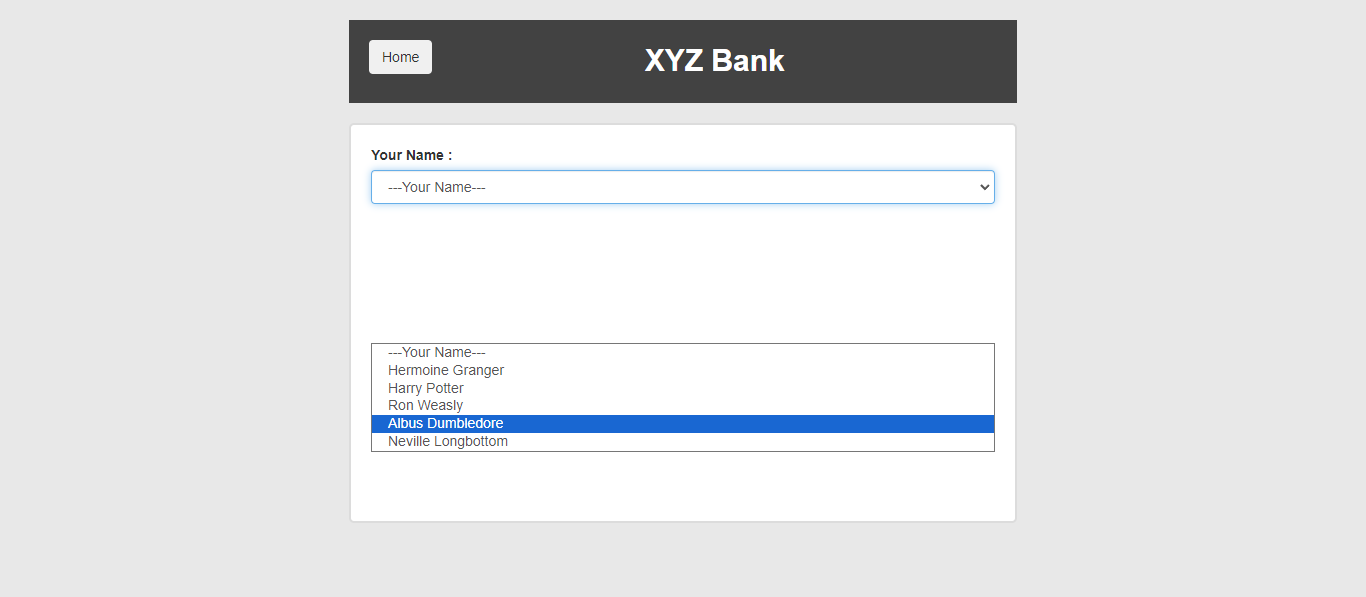 Home
XYZ Bank
Your Name :
---Your Name---
---Your Name---
Hermoine Granger
Harry Potter
Ron Weasly
Albus Dumbledore
Neville Longbottom